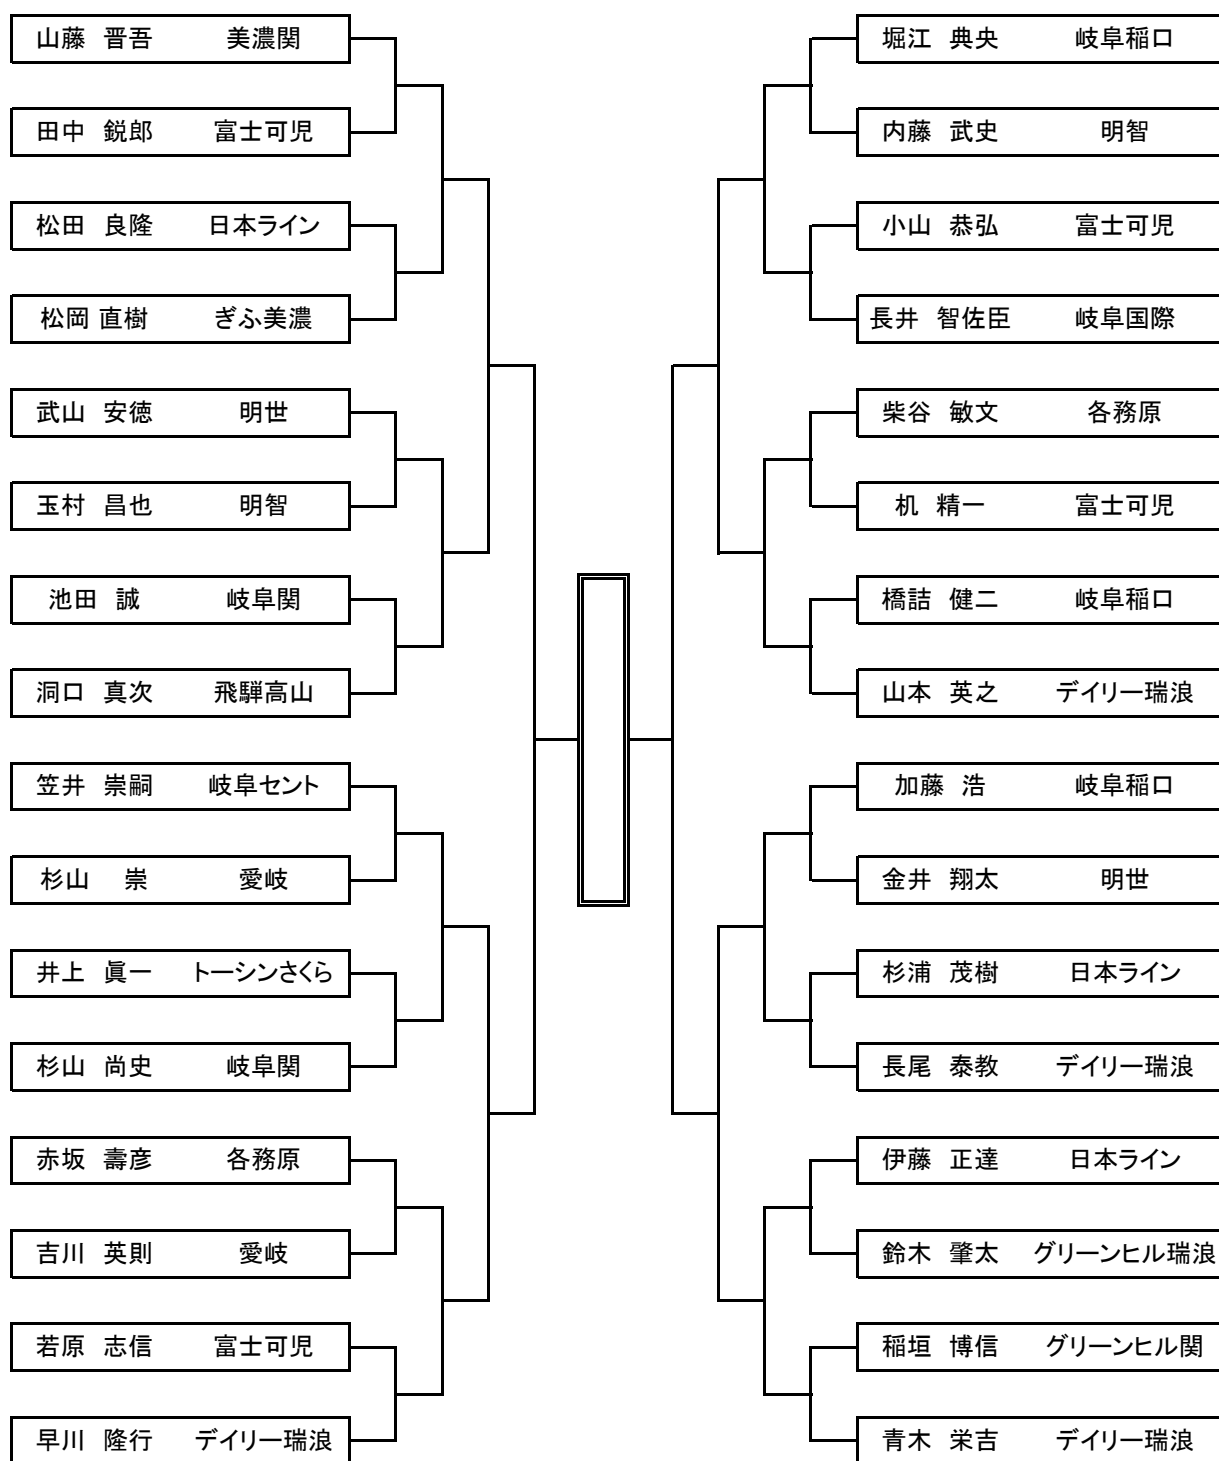 山藤 晋吾 美濃関
田中 鋭郎 富士可児
松田 良隆 日本ライン
松岡 直樹 ぎふ美濃
武山 安徳 明世
玉村 昌也 明智
池田 誠 岐阜関
洞口 真次 飛騨高山
笠井 崇嗣 岐阜セント
杉山 崇 愛岐
井上 眞一 トーシンさくら
杉山 尚史 岐阜関
赤坂 壽彦 各務原
吉川 英則 愛岐
若原 志信 富士可児
早川 隆行 デイリー瑞浪
堀江 典央 岐阜稲口
内藤 武史 明智
小山 恭弘 富士可児
長井 智佐臣 岐阜国際
柴谷 敏文 各務原
机 精一 富士可児
橋詰 健二 岐阜稲口
山本 英之 デイリー瑞浪
加藤 浩 岐阜稲口
金井 翔太 明世
杉浦 茂樹 日本ライン
長尾 泰教 デイリー瑞浪
伊藤 正達 日本ライン
鈴木 肇太 グリーンヒル瑞浪
稲垣 博信 グリーンヒル関
青木 栄吉 デイリー瑞浪